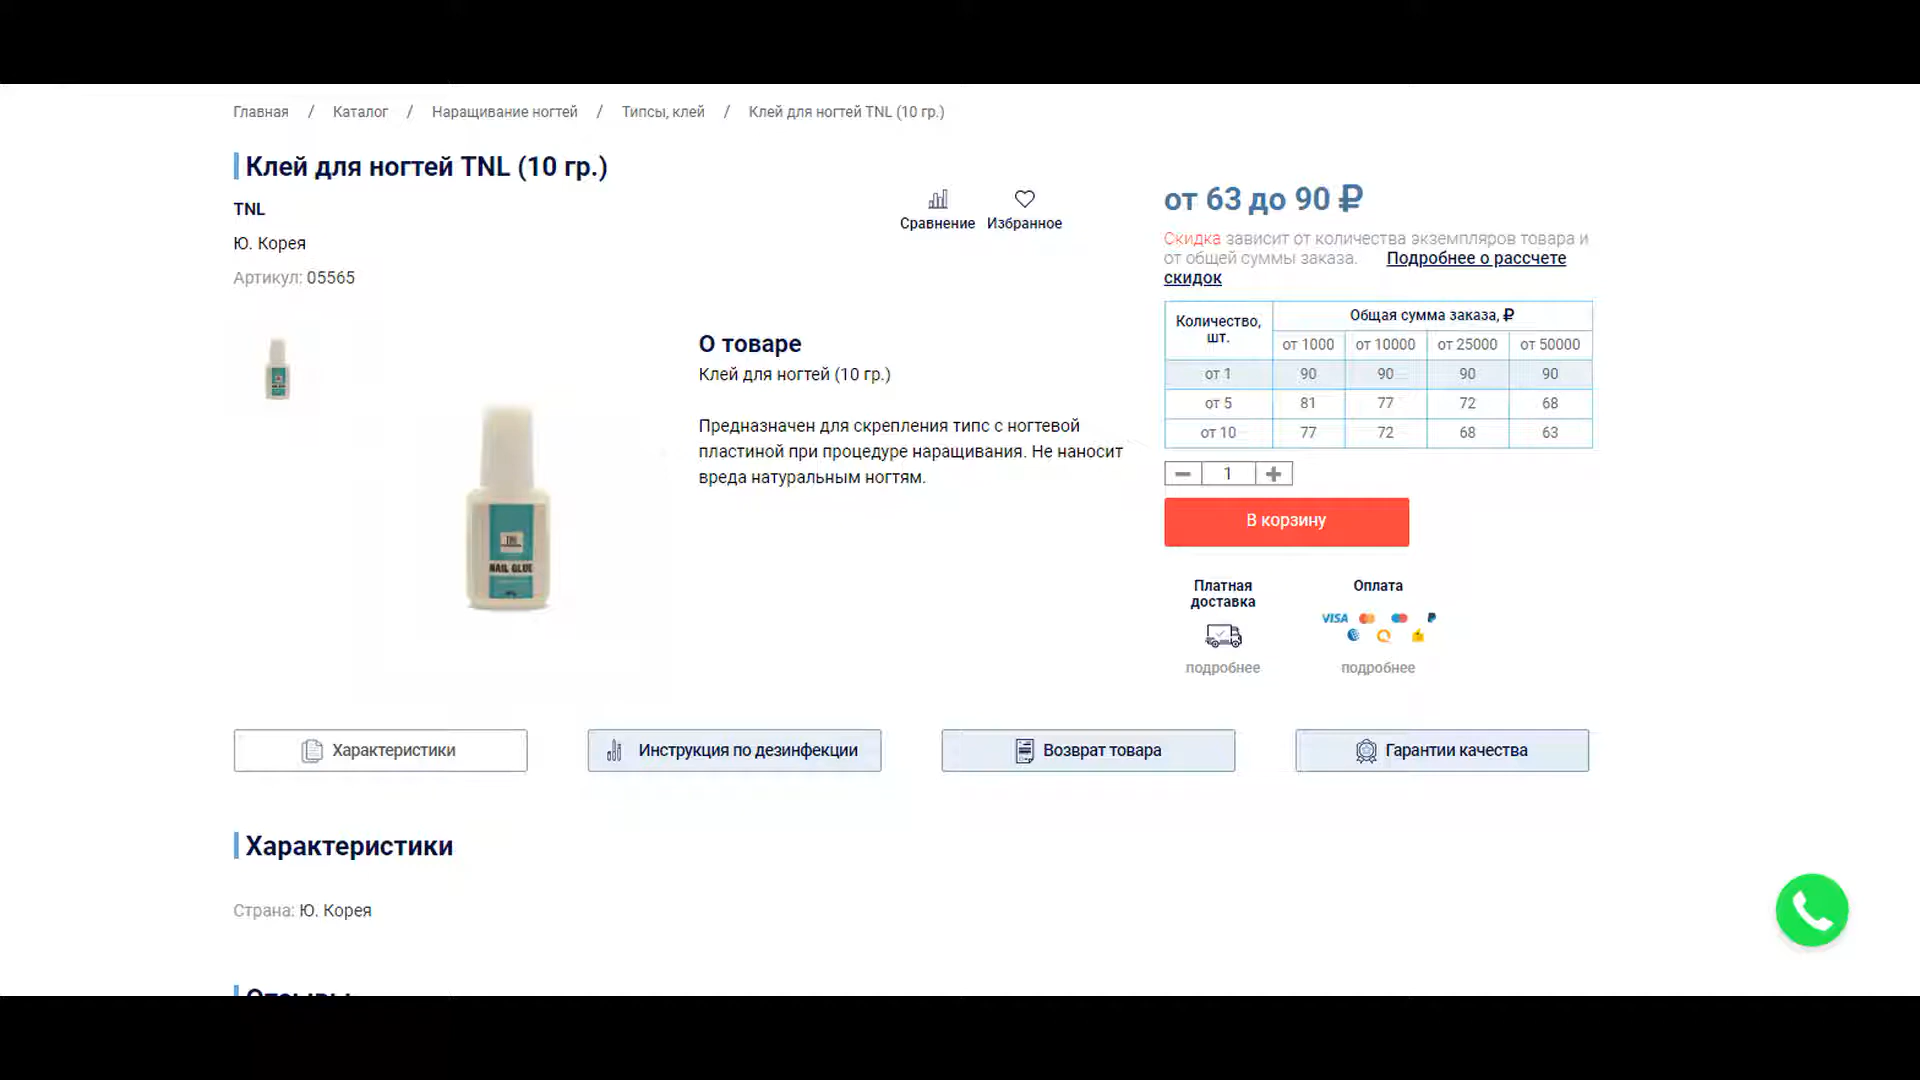 Главная / Каталог / Наращивание ногтей / Типсы, клей / Клей для ногтей TNL (10 гр.)
Клей для ногтей TNL (10 гр.)
TNL
Ю. Корея
Артикул: 05565
Сравнение
Избранное
О товаре
Клей для ногтей (10 гр.)
Предназначен для скрепления типс с ногтевой
пластиной при процедуре наращивания. Не наносит
вреда натуральным ногтям.
TNL
NAIL GLUE
от 63 до 90 ₽
Скидка зависит от количества экземпляров товара и
от общей суммы заказа. Подробнее о рассчете
скидок
Количество,
шт.
Общая сумма заказа, ₽
от 1000 от 10000 от 25000 от 50000
от 1 90 90 90 90
от 5 81 77 72 68
от 10 77 72 68 63
1
В корзину
Платная
доставка
подробнее
Оплата
VISA
подробнее
Характеристики
Инструкция по дезинфекции
Возврат товара
Гарантии качества
Характеристики
Страна: Ю. Корея
Отзывы